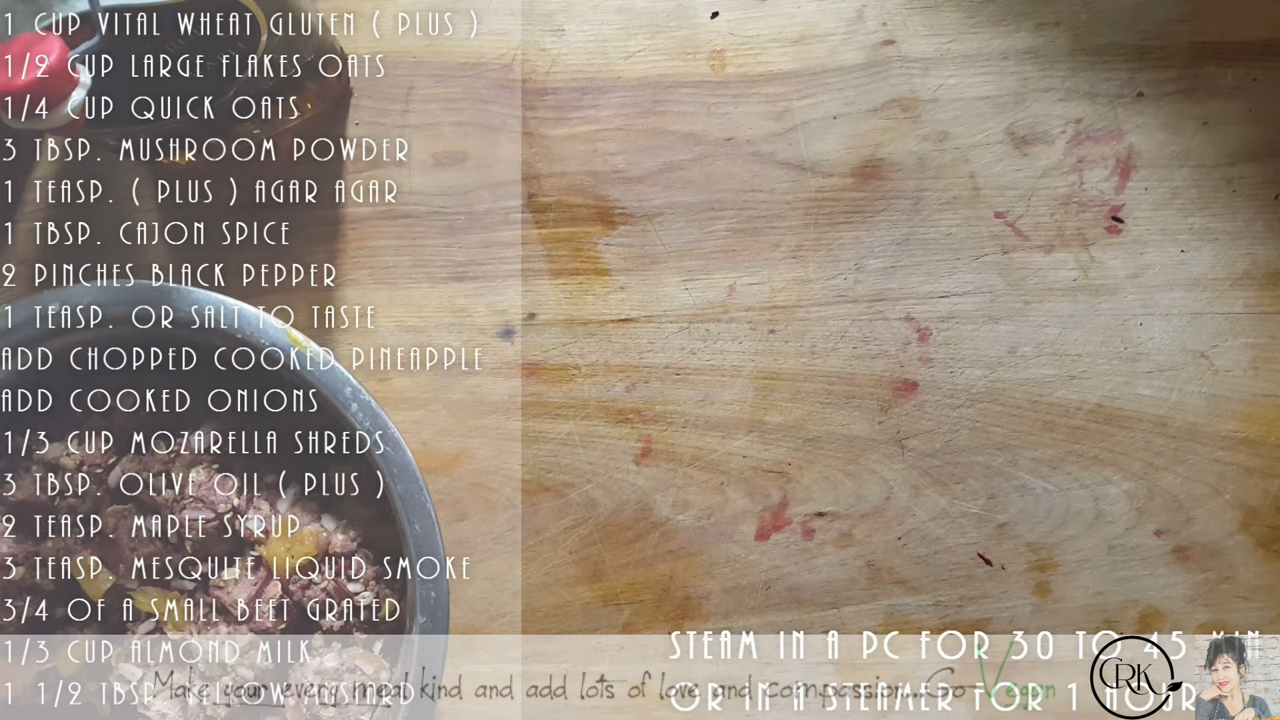 1 CUP VITAL WHEAT GLUTEN ( PLUS )
1/2 CUP LARGE FLAKES OATS
1/4 CUP QUICK OATS
3 TBSP. MUSHROOM POWDER
1 TEASP. ( PLUS ) AGAR AGAR
1 TBSP. CAJON SPICE
2 PINCHES BLACK PEPPER
1 TEASP. OR SALT TO TASTE
ADD CHOPPED COOKED PINEAPPLE
ADD COOKED ONIONS
1/3 CUP MOZARELLA SHREDS
3 TBSP. OLIVE OIL ( PLUS )
2 TEASP. MAPLE SYRUP
3 TEASP. MESQUITE LIQUID SMOKE
3/4 OF A SMALL BEET GRATED
1/3 CUP ALMOND MILK
1 1/2 TBSP YELLOW MUSTARD
STEAM IN A PC FOR 30 TO 45 MIN
OR IN A STEAMER FOR 1 HOUR
Make your every meal kind and add lots of love and compassion...Go Vegan
CRK